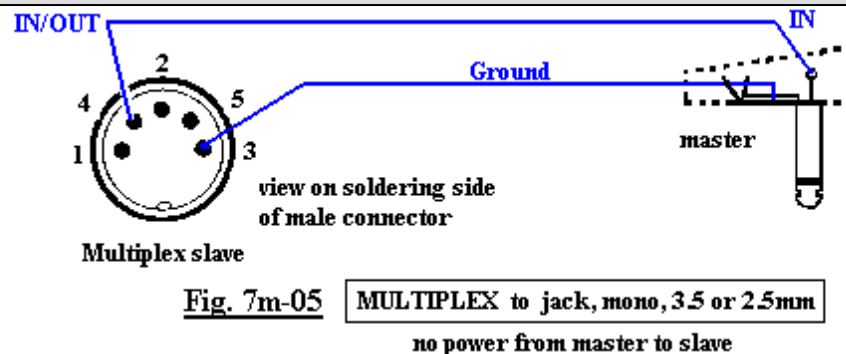 IN/OUT
IN
2
Ground
4
5
1
3
master
view on soldering side
of male connector
Multiplex slave
Fig. 7m-05
MULTIPLEX to jack, mono, 3.5 or 2.5mm
no power from master to slave